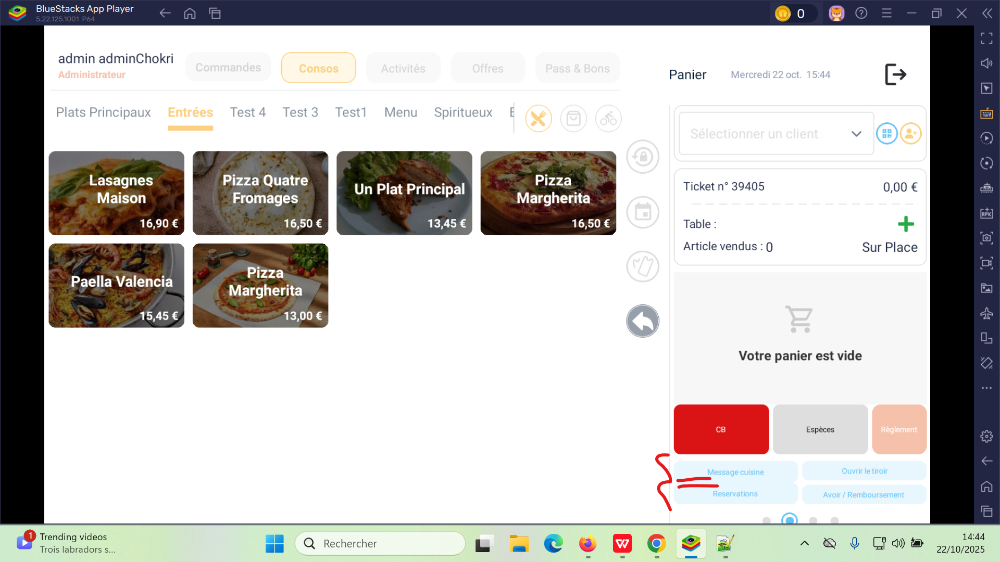 BlueStacks App Player
5.22.125.1001 P64
0
admin adminChokri
Administrateur
Commandes
Consos
Activités
Offres
Pass & Bons
Panier
Mercredi 22 oct. 15:44
Plats Principaux
Entrées
Test 4
Test 3
Test1
Menu
Spiritueux
Sélectionner un client
Lasagnes
Maison
16,90 €
Pizza Quatre
Fromages
16,50 €
Un Plat Principal
13,45 €
Pizza
Margherita
16,50 €
Ticket n° 39405
0,00 €
Table :
Article vendus : 0
Sur Place
Paella Valencia
15,45 €
Pizza
Margherita
13,00 €
Votre panier est vide
CB
Espèces
Règlement
Message cuisine
Ouvrir le tiroir
Reservations
Avoir / Remboursement
1
Trending videos
Trois labradors s...
Rechercher
14:44
22/10/2025